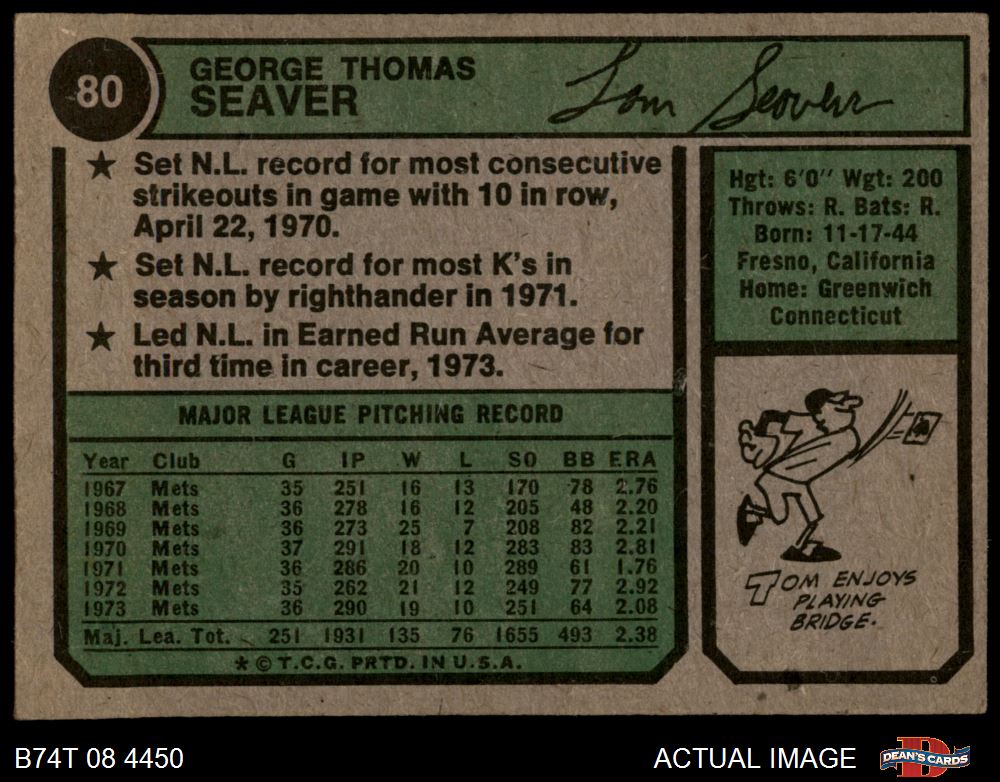 80
GEORGE THOMAS
SEAVER
Tom Seaver
★ Set N.L. record for most consecutive
strikeouts in game with 10 in row,
April 22, 1970.
★ Set N.L. record for most K's in
season by righthander in 1971.
★ Led N.L. in Earned Run Average for
third time in career, 1973.
MAJOR LEAGUE PITCHING RECORD
Year Club G IP W L SO BB ERA
1967 Mets 35 251 16 13 170 78 2.76
1968 Mets 36 278 16 12 205 48 2.20
1969 Mets 36 273 25 7 208 82 2.21
1970 Mets 37 291 18 12 283 83 2.81
1971 Mets 36 286 20 10 289 61 1.76
1972 Mets 35 262 21 12 249 77 2.92
1973 Mets 36 290 19 10 251 64 2.08
Maj. Lea. Tot. 251 1931 135 76 1655 493 2.38
* © T.C.G. PRTD. IN U.S.A.
Hgt: 6'0" Wgt: 200
Throws: R. Bats: R.
Born: 11-17-44
Fresno, California
Home: Greenwich
Connecticut
TOM ENJOYS
PLAYING
BRIDGE.
B74T 08 4450
ACTUAL IMAGE
DEAN'S CARDS